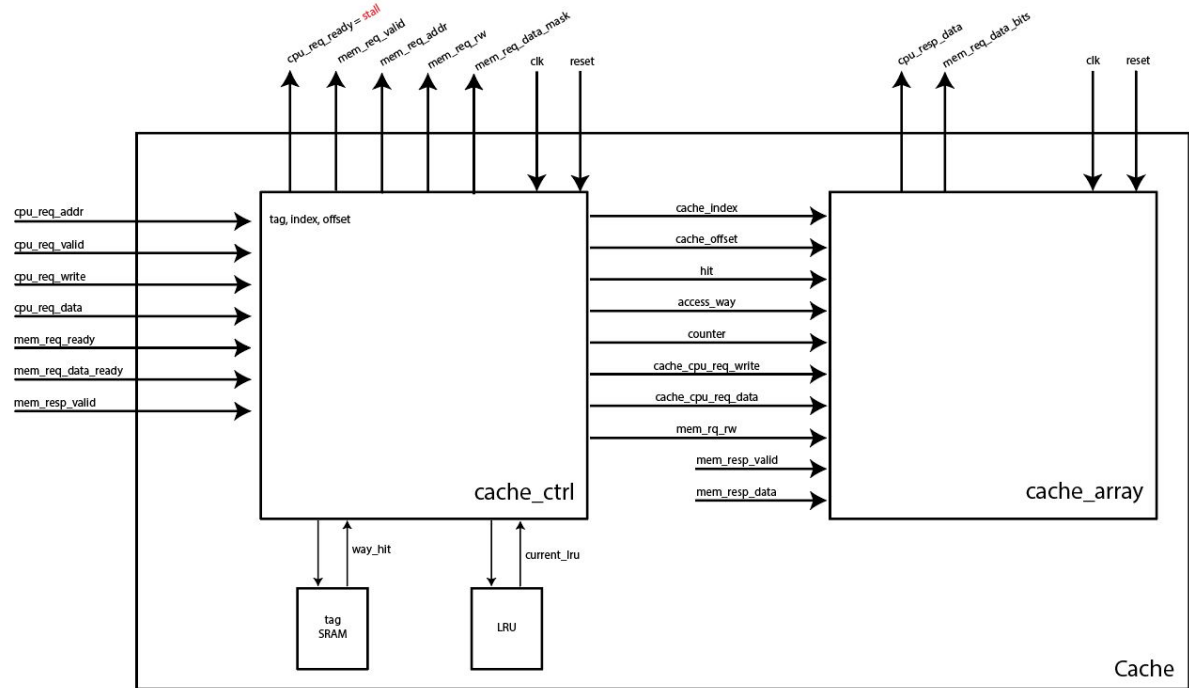 cpu_req_ready = stall
mem_req_valid
mem_req_addr
mem_req_rw
mem_req_data_mask
clk
reset
cpu_resp_data
mem_req_data_bits
clk
reset
cpu_req_addr
cpu_req_valid
cpu_req_write
cpu_req_data
mem_req_ready
mem_req_data_ready
mem_resp_valid
tag, index, offset
cache_ctrl
cache_index
cache_offset
hit
access_way
counter
cache_cpu_req_write
cache_cpu_req_data
mem_rq_rw
mem_resp_valid
mem_resp_data
cache_array
way_hit
current_lru
tag
SRAM
LRU
Cache